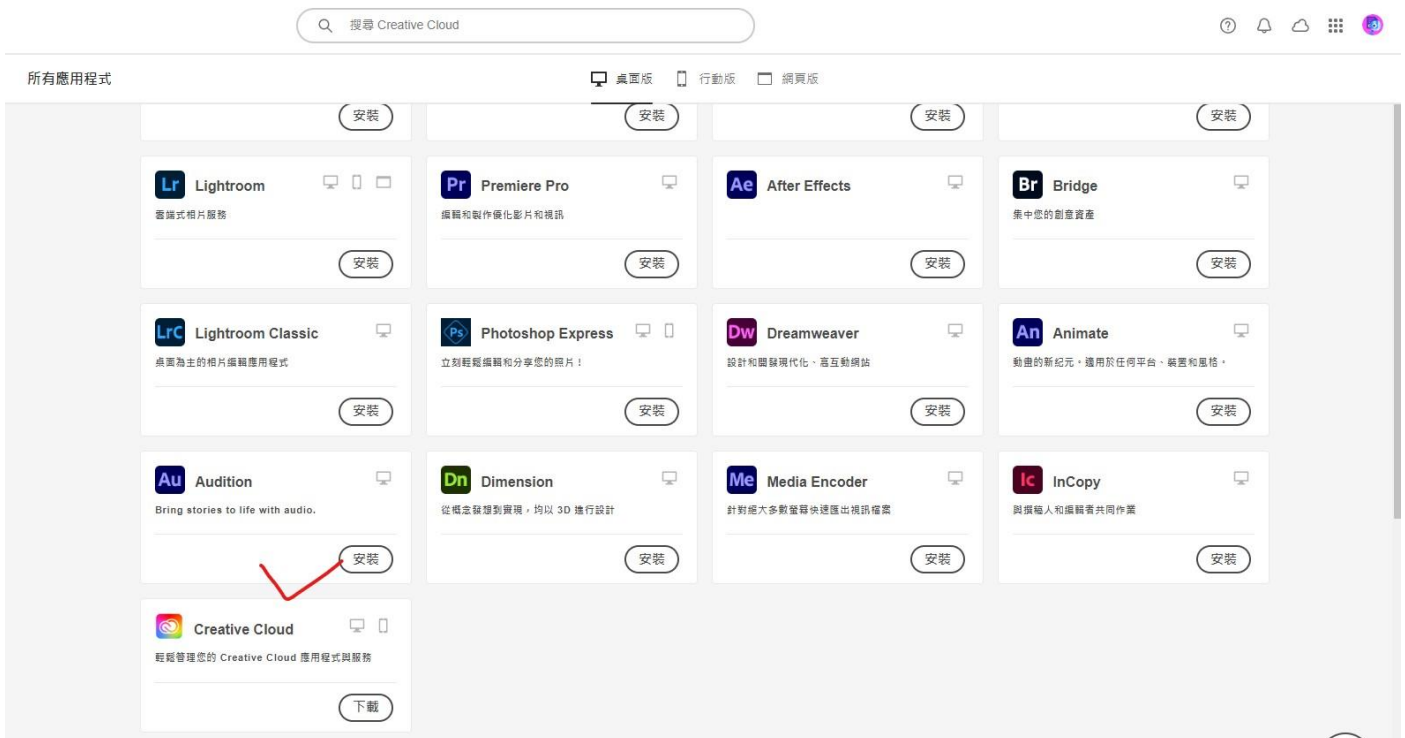 搜尋 Creative Cloud
所有應用程式
桌面版 行動版 網頁版
安裝 安裝 安裝 安裝
Lr Lightroom
雲端式相片服務
安裝
Pr Premiere Pro
編輯和製作優化影片和視訊
安裝
Ae After Effects
安裝
Br Bridge
集中您的創意資產
安裝
LrC Lightroom Classic
桌面為主的相片編輯應用程式
安裝
Ps Photoshop Express
立刻輕鬆編輯和分享您的照片！
安裝
Dw Dreamweaver
設計和開發現代化、高互動網站
安裝
An Animate
動畫的新紀元，適用於任何平台、裝置和風格。
安裝
Au Audition
Bring stories to life with audio.
安裝
Dn Dimension
從概念發想到實現，均以 3D 進行設計
安裝
Me Media Encoder
針對絕大多數螢幕快速匯出視訊檔案
安裝
Ic InCopy
與撰稿人和編輯者共同作業
安裝
Creative Cloud
輕鬆管理您的 Creative Cloud 應用程式與服務
下載